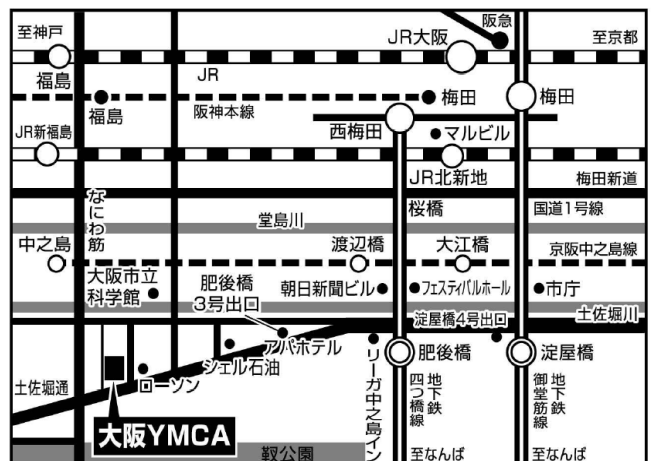 至神戸
阪急
JR大阪
至京都
福島
JR
福島
阪神本線
梅田
梅田
JR新福島
西梅田
マルビル
JR北新地
梅田新道
なにわ筋
桜橋
国道1号線
堂島川
中之島
渡辺橋
大江橋
京阪中之島線
大阪市立
科学館
肥後橋
3号出口
朝日新聞ビル
フェスティバルホール
市庁
淀屋橋4号出口
土佐堀川
アパホテル
シェル石油
ローソン
土佐堀通
大阪YMCA
靱公園
リーガ中之島イン
肥後橋
地下鉄
四つ橋線
至なんば
淀屋橋
地下鉄
御堂筋線
至なんば